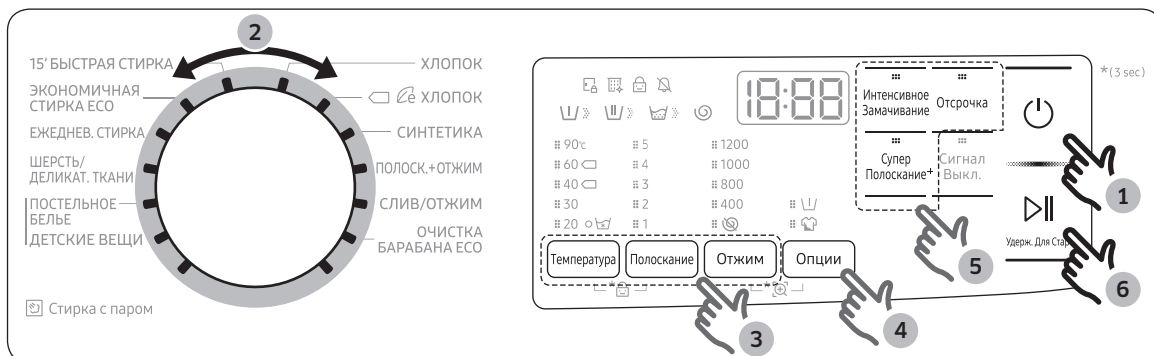 2
15' БЫСТРАЯ СТИРКА
ЭКОНОМИЧНАЯ
СТИРКА ECO
ЕЖЕДНЕВ. СТИРКА
ШЕРСТЬ/
ДЕЛИКАТ. ТКАНИ
ПОСТЕЛЬНОЕ
БЕЛЬЕ
ДЕТСКИЕ ВЕЩИ
ХЛОПОК
e ХЛОПОК
СИНТЕТИКА
ПОЛОСК.+ОТЖИМ
СЛИВ/ОТЖИМ
ОЧИСТКА
БАРАБАНА ECO
Стирка с паром
18:88
90℃ 5 1200
60 4 1000
40 3 800
30 2 400
20 1
Температура Полоскание Отжим Опции
*
*
3
4
Интенсивное
Замачивание
Отсрочка
Супер
Полоскание+
Сигнал
Выкл.
5
*(3 sec)
1
Удерж. Для Стар
6